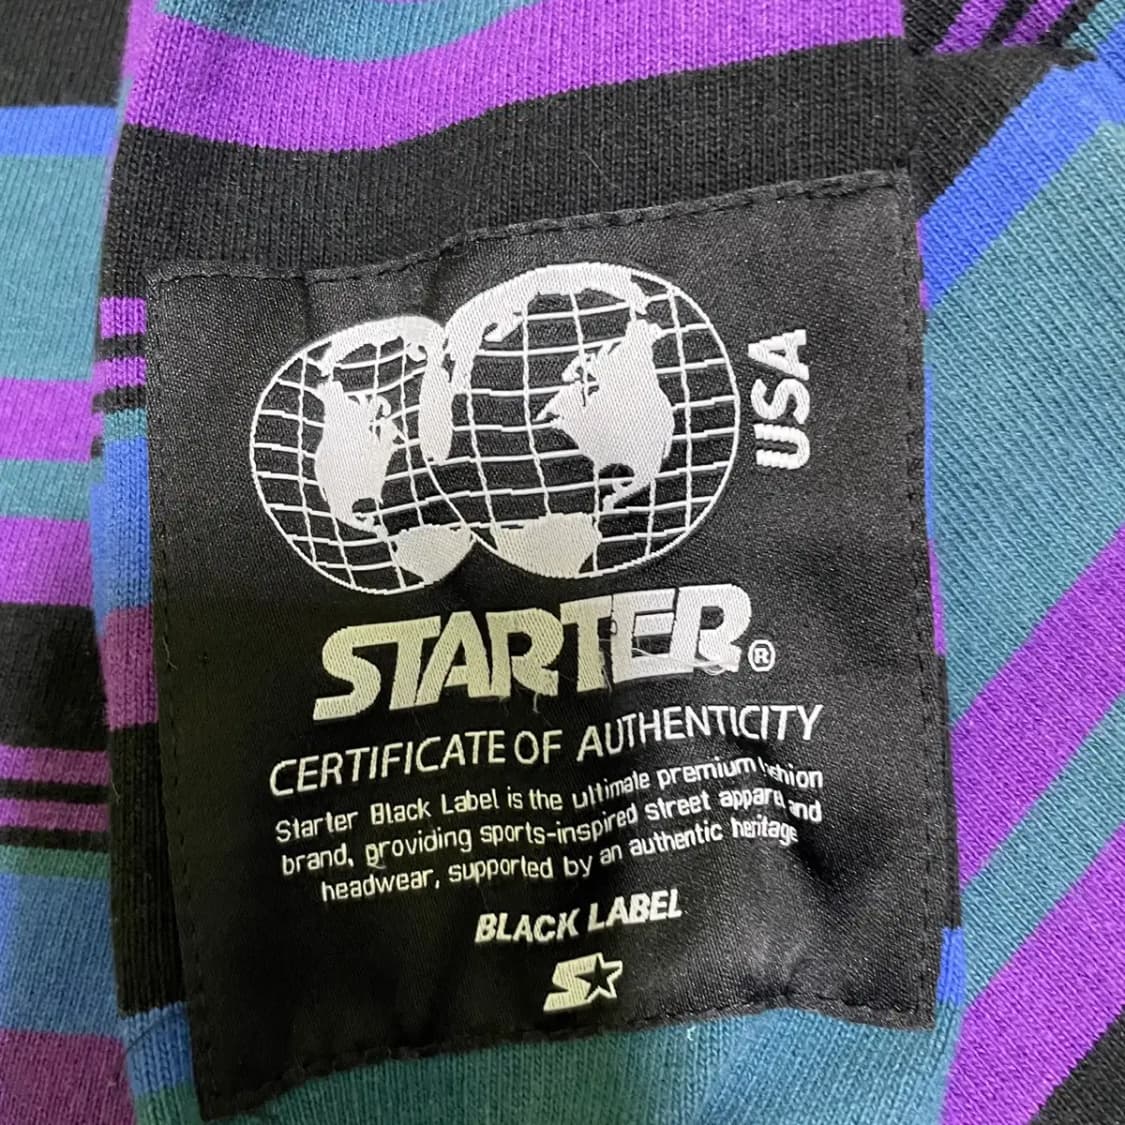 USA
STARTER®
CERTIFICATE OF AUTHENTICITY
Starter Black Label is the ultimate premium fashion
brand, providing sports-inspired street apparel and
headwear, supported by an authentic heritage
BLACK LABEL
S